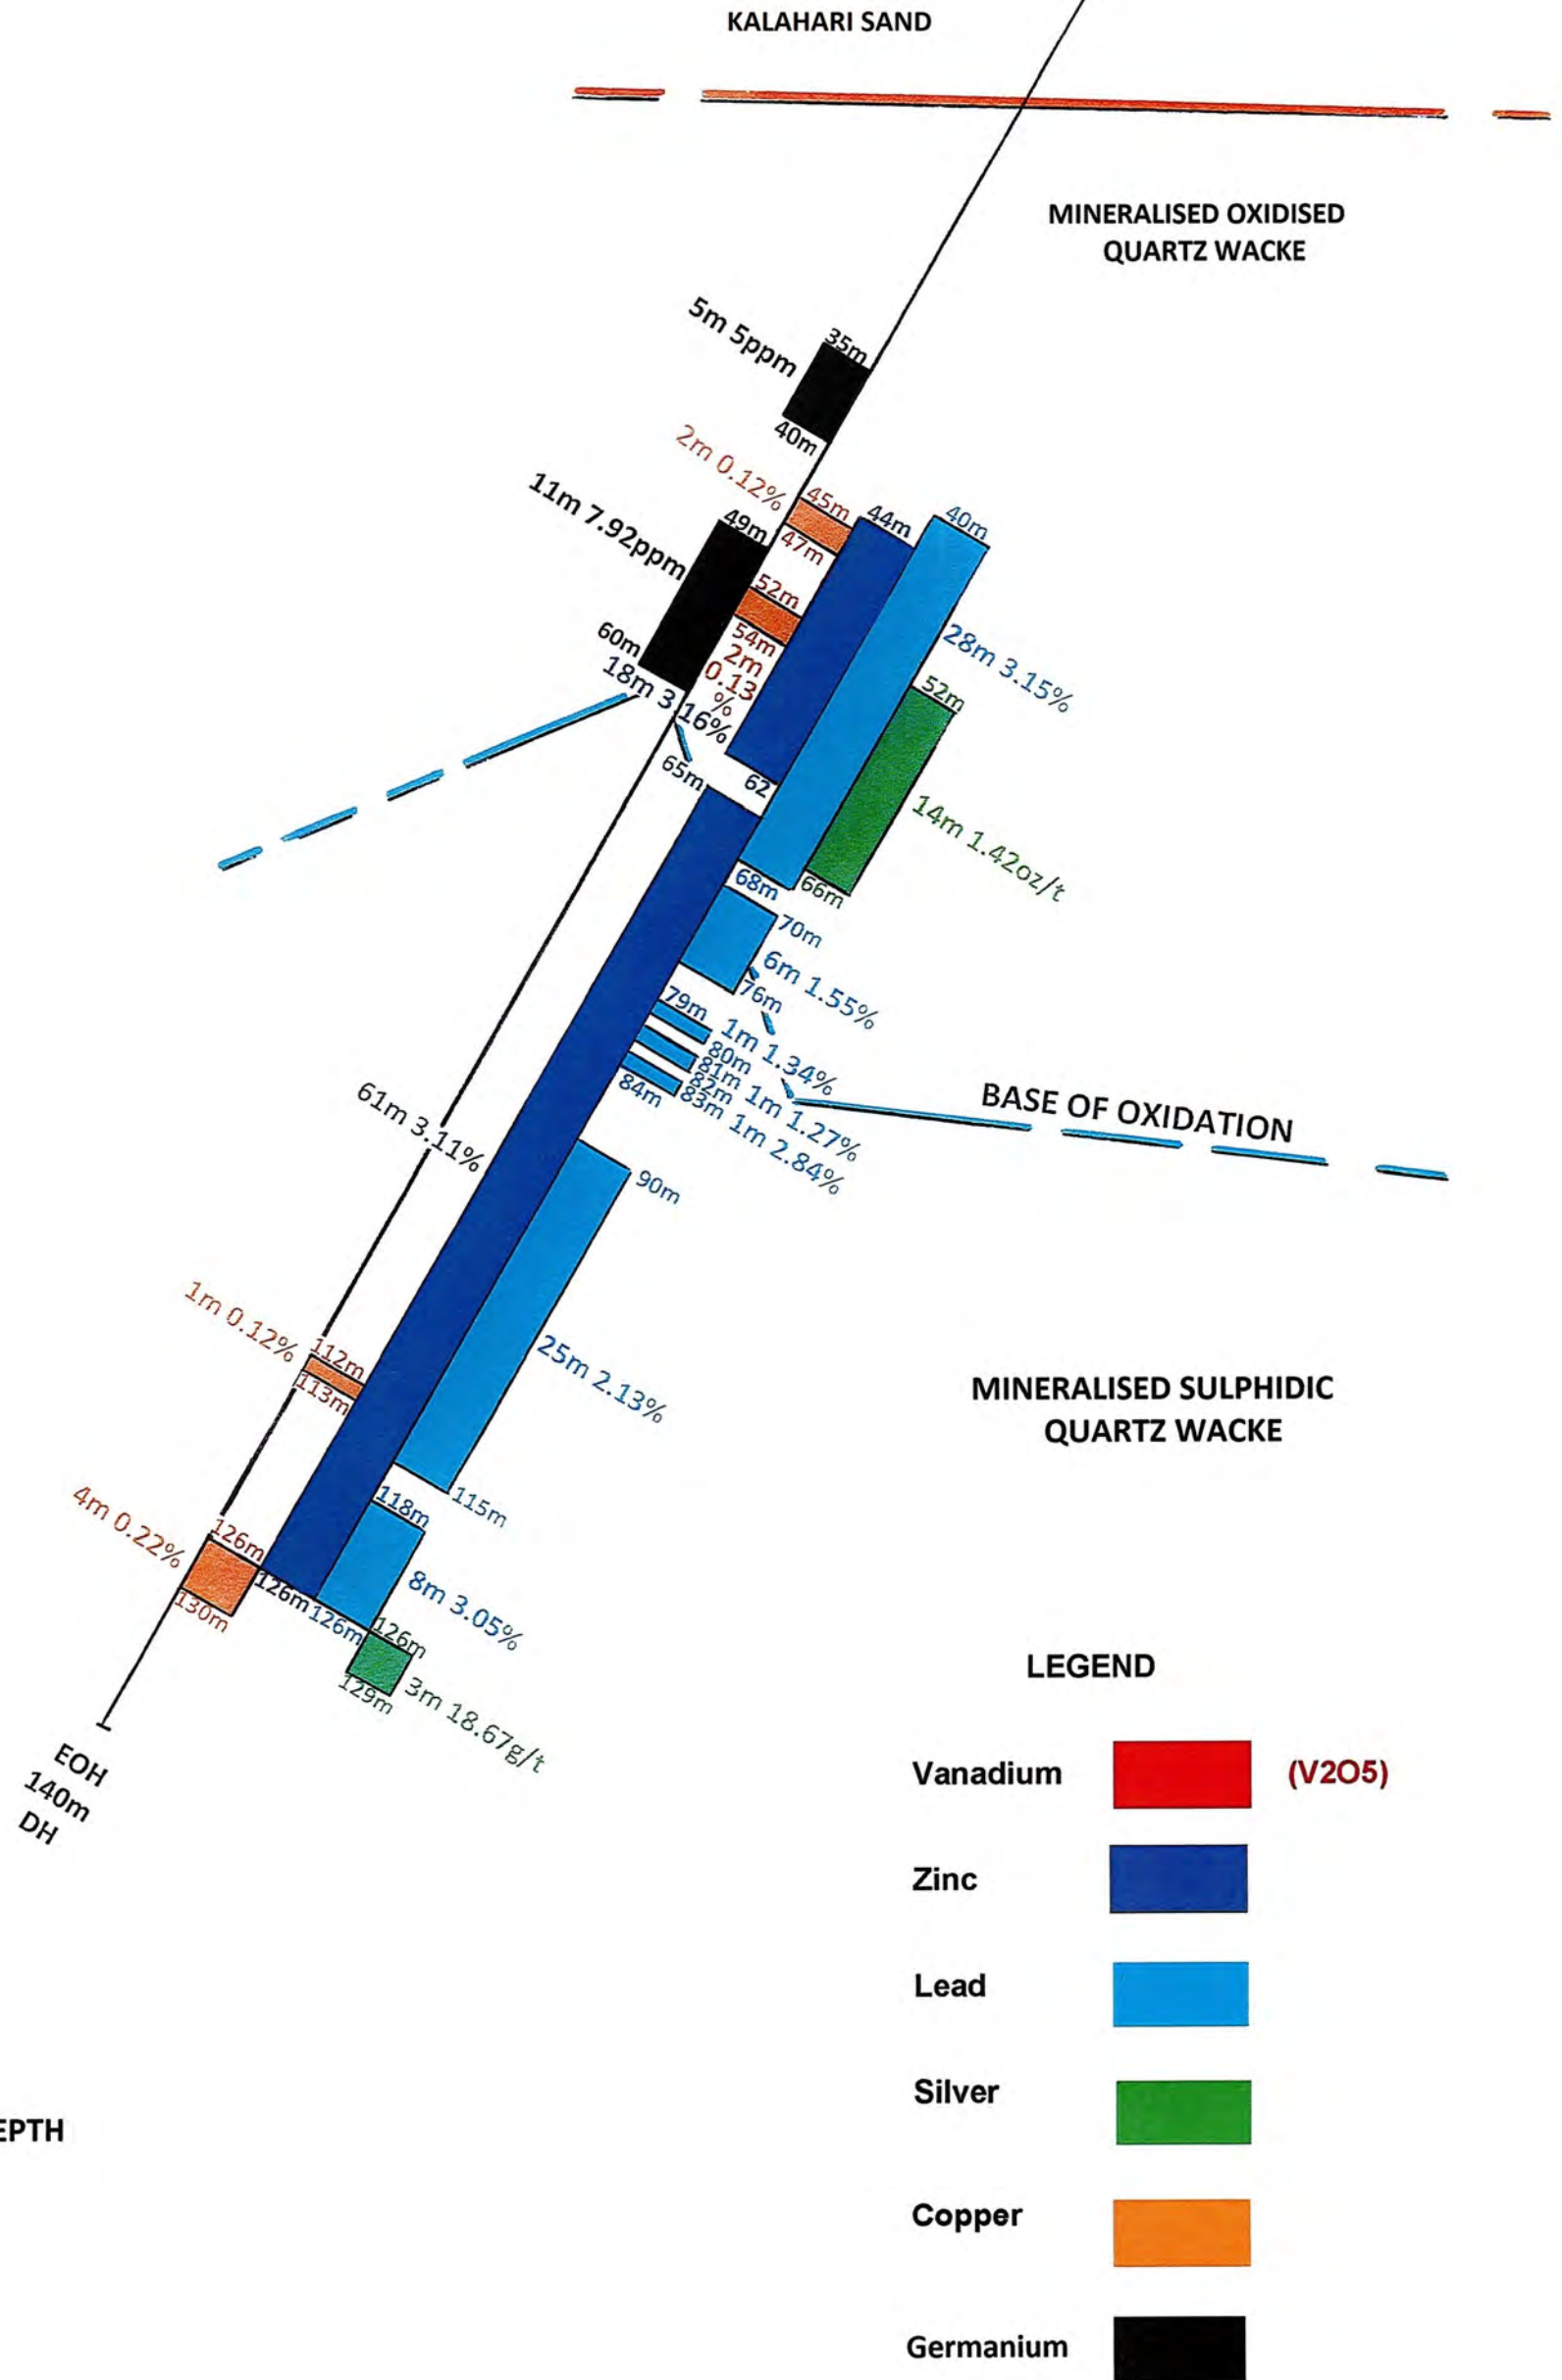 KALAHARI SAND
MINERALISED OXIDISED
QUARTZ WACKE
35m
5m 5ppm
40m
2m 0.12%
45m
47m
44m
40m
11m 7.92ppm
49m
60m
52m
54m
2m
0.13
%
28m 3.15%
52m
18m 3.16%
62
65m
14m 1.42oz/t
66m
68m
70m
6m 1.55%
76m
79m
1m 1.34%
80m
81m
1m 1.27%
82m
83m
1m 2.84%
84m
BASE OF OXIDATION
61m 3.11%
90m
25m 2.13%
1m 0.12%
112m
113m
MINERALISED SULPHIDIC
QUARTZ WACKE
115m
118m
4m 0.22%
126m
130m
126m
126m
8m 3.05%
126m
129m
3m 18.67g/t
EOH
140m
DH
LEGEND
Vanadium
(V2O5)
Zinc
Lead
Silver
EPTH
Copper
Germanium